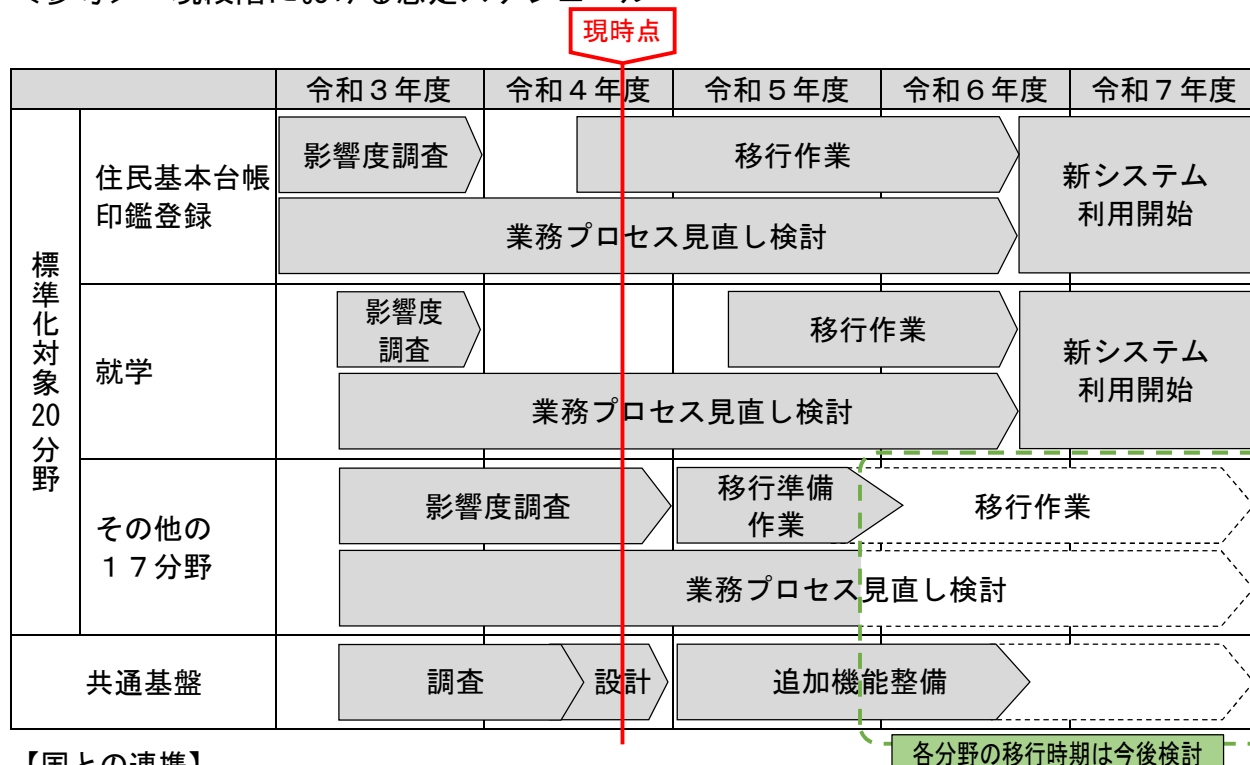 現時点
令和３年度 令和４年度 令和５年度 令和６年度 令和７年度
標準化対象20分野
住民基本台帳
印鑑登録
影響度調査
移行作業
業務プロセス見直し検討
新システム
利用開始
就学
影響度
調査
移行作業
業務プロセス見直し検討
新システム
利用開始
その他の
１７分野
影響度調査
移行準備
作業
移行作業
業務プロセス見直し検討
共通基盤
調査
設計
追加機能整備
各分野の移行時期は今後検討
【国との連携】